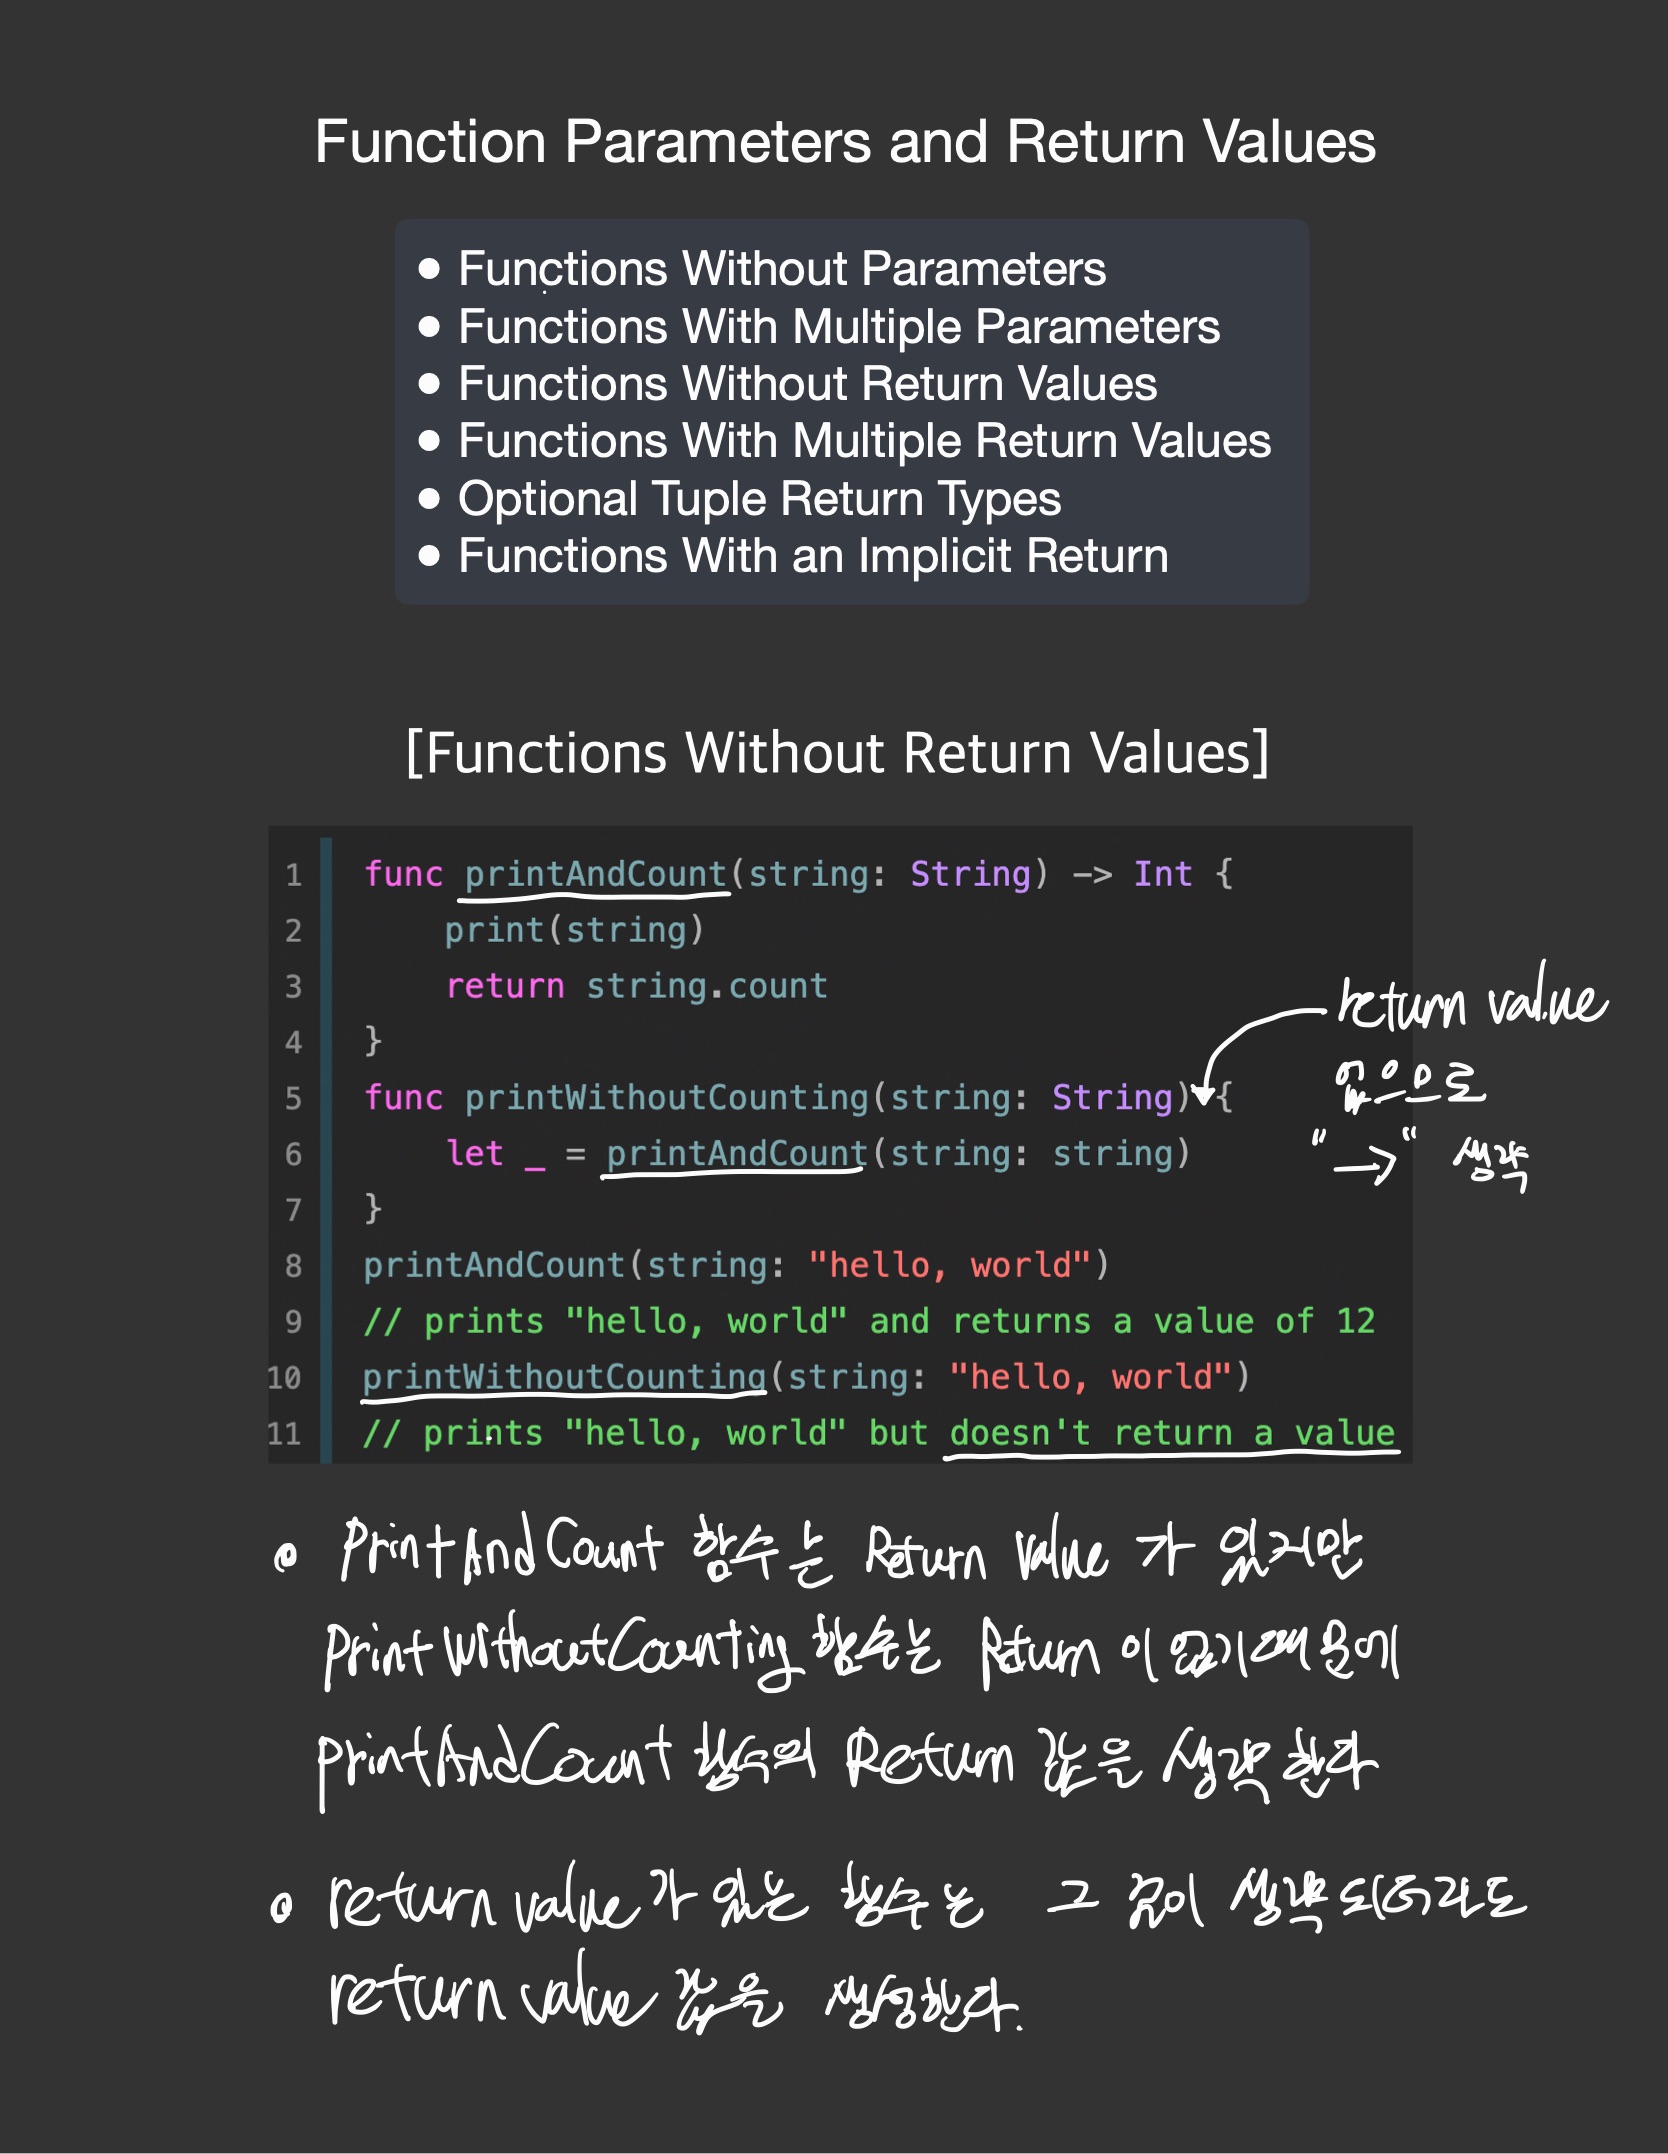 Function Parameters and Return Values
● Functions Without Parameters
● Functions With Multiple Parameters
● Functions Without Return Values
● Functions With Multiple Return Values
● Optional Tuple Return Types
● Functions With an Implicit Return
[Functions Without Return Values]
1 func printAndCount(string: String) -> Int {
2 print(string)
3 return string.count
4 }
5 func printWithoutCounting(string: String) {
6 let _ = printAndCount(string: string)
7 }
8 printAndCount(string: "hello, world")
9 // prints "hello, world" and returns a value of 12
10 printWithoutCounting(string: "hello, world")
11 // prints "hello, world" but doesn't return a value
return value
없으므로
"→" 생략
• PrintAndCount 함수는 Return Value 가 있지만
PrintWithoutCounting 함수는 Return 이 없기때문에
PrintAndCount 함수의 Return 값을 생략한다
• return value가 있는 함수는 그 값이 생략되더라도
return value 값을 생성한다.